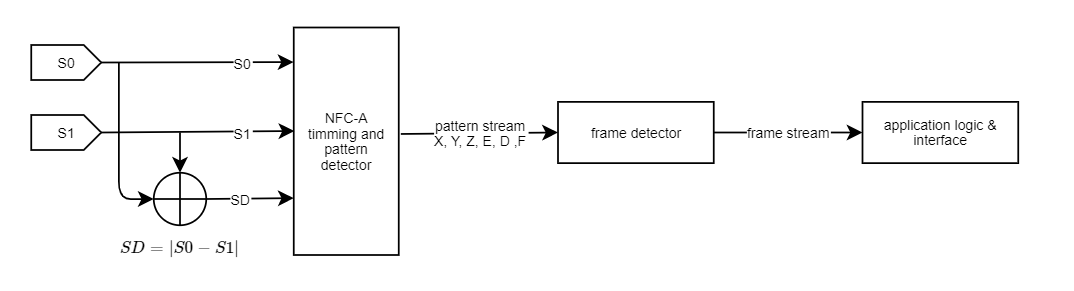 S0
S0
S1
S1
SD
SD = |S0 − S1|
NFC-A
timming and
pattern
detector
pattern stream
X, Y, Z, E, D ,F
frame detector
frame stream
application logic &
interface